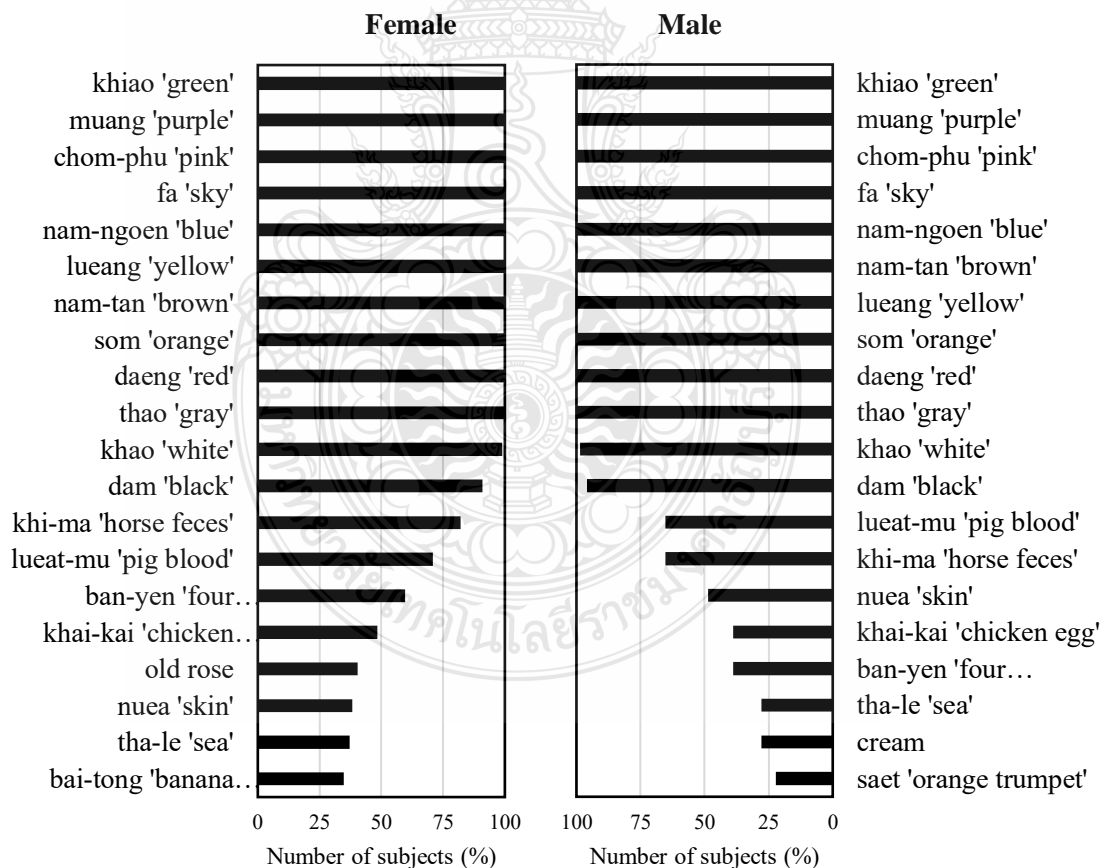 Female
Male
khiao 'green'
muang 'purple'
chom-phu 'pink'
fa 'sky'
nam-ngoen 'blue'
lueang 'yellow'
nam-tan 'brown'
som 'orange'
daeng 'red'
thao 'gray'
khao 'white'
dam 'black'
khi-ma 'horse feces'
lueat-mu 'pig blood'
ban-yen 'four…
khai-kai 'chicken…
old rose
nuea 'skin'
tha-le 'sea'
bai-tong 'banana…
0 25 50 75 100
Number of subjects (%)
khiao 'green'
muang 'purple'
chom-phu 'pink'
fa 'sky'
nam-ngoen 'blue'
nam-tan 'brown'
lueang 'yellow'
som 'orange'
daeng 'red'
thao 'gray'
khao 'white'
dam 'black'
lueat-mu 'pig blood'
khi-ma 'horse feces'
nuea 'skin'
khai-kai 'chicken egg'
ban-yen 'four…
tha-le 'sea'
cream
saet 'orange trumpet'
100 75 50 25 0
Number of subjects (%)